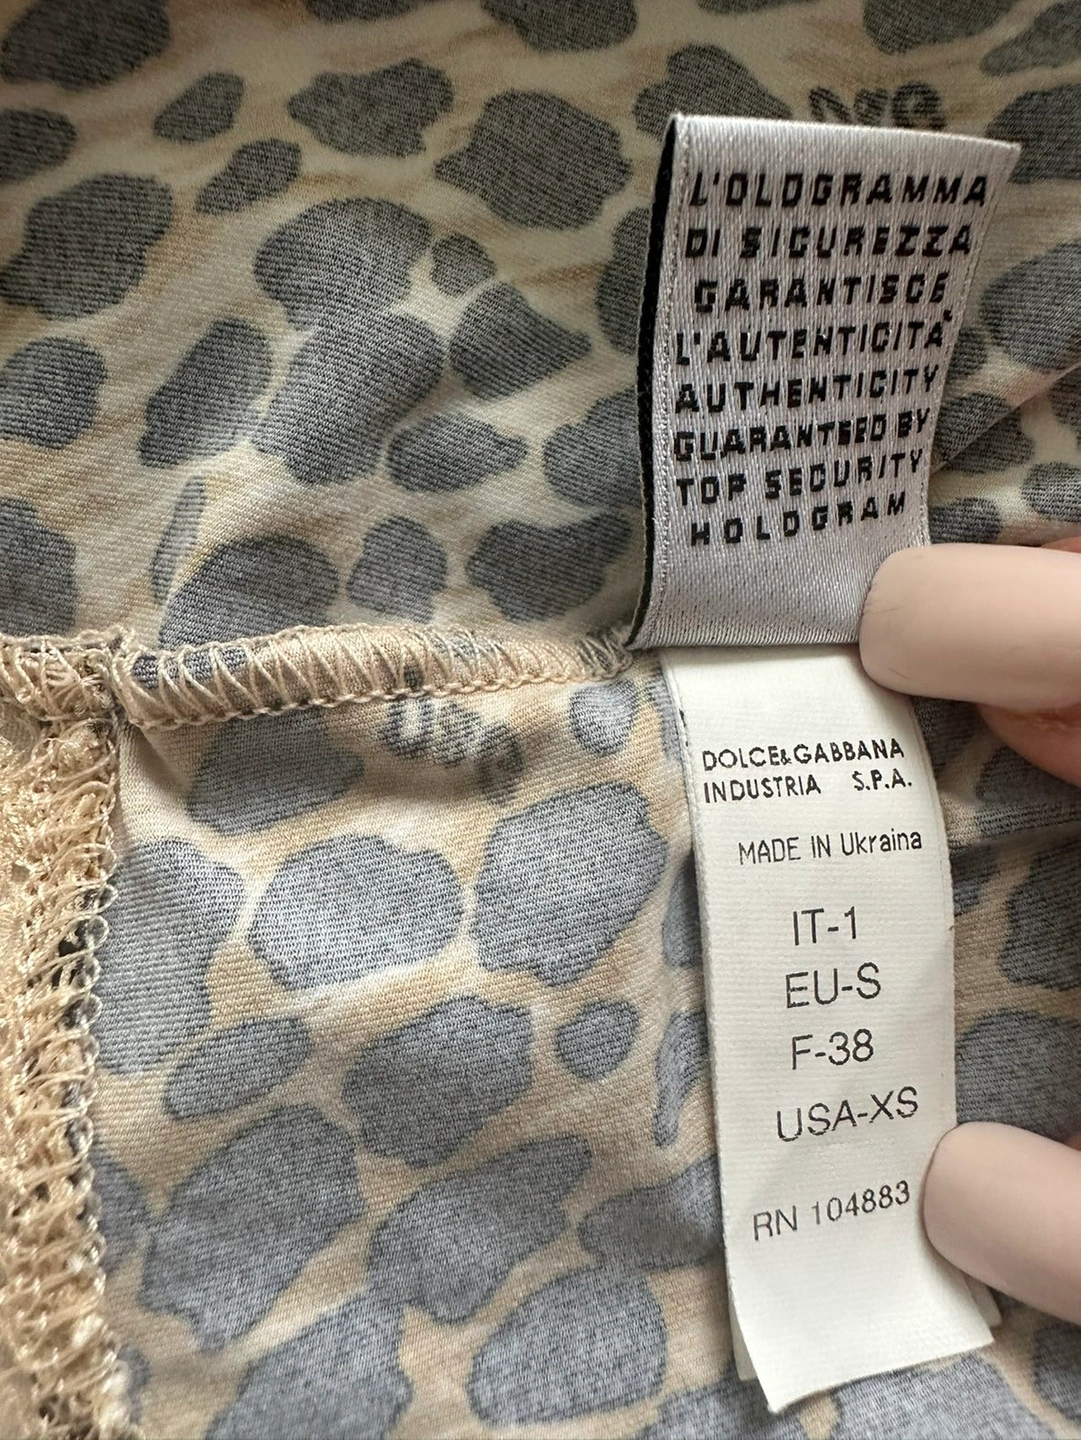 L'OLOGRAMMA
DI SICUREZZA
GARANTISCE
L'AUTENTICITÀ
AUTHENTICITY
GUARANTEED BY
TOP SECURITY
HOLOGRAM
DOLCE&GABBANA
INDUSTRIA S.P.A.
MADE IN Ukraina
IT-1
EU-S
F-38
USA-XS
RN 104883